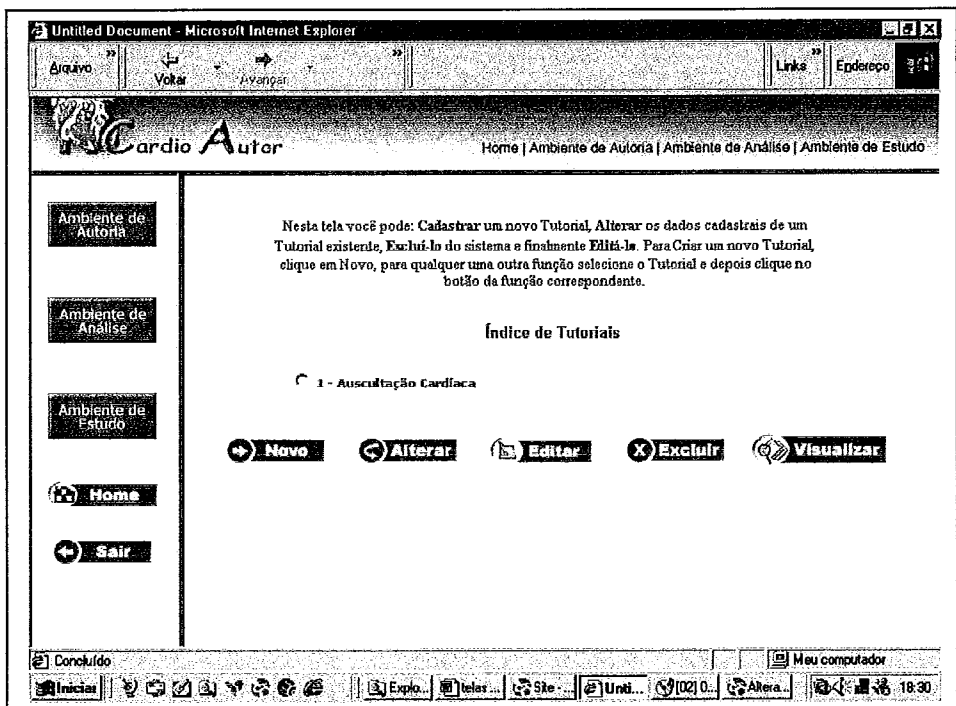 Untitled Document - Microsoft Internet Explorer
Arquivo » Voltar Avançar » Links » Endereço
Cardio Autor
Home | Ambiente de Autoria | Ambiente de Análise | Ambiente de Estudo
Ambiente de
Autoria
Nesta tela você pode: Cadastrar um novo Tutorial, Alterar os dados cadastrais de um
Tutorial existente, Excluí-lo do sistema e finalmente Editá-lo. Para Criar um novo Tutorial,
clique em Novo, para qualquer uma outra função selecione o Tutorial e depois clique no
botão da função correspondente.
Ambiente de
Análise
Índice de Tutoriais
1 - Auscultação Cardíaca
Ambiente de
Estudo
Novo Alterar Editar Excluir Visualizar
Home
Sair
Concluído Meu computador
Iniciar Explo... telas ... Site - ... Unti... [02] 0... Altera... 18:30